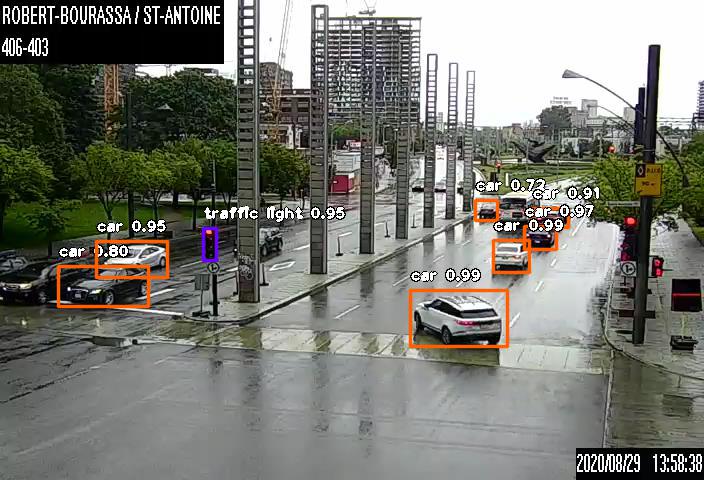 ROBERT-BOURASSA / ST-ANTOINE
406-403
car 0.72
car 0.91
car 0.97
car 0.95
traffic light 0.95
car 0.99
car 0.80
car 0.99
2020/08/29 13:58:38